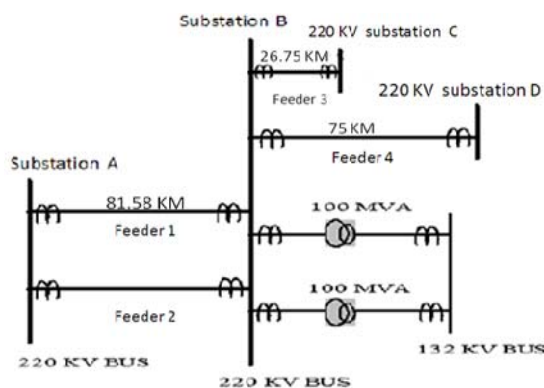 Substation B
220 KV substation C
26.75 KM
Feeder 3
220 KV substation D
75 KM
Feeder 4
Substation A
81.58 KM
Feeder 1
100 MVA
100 MVA
Feeder 2
220 KV BUS
220 KV BUS
132 KV BUS